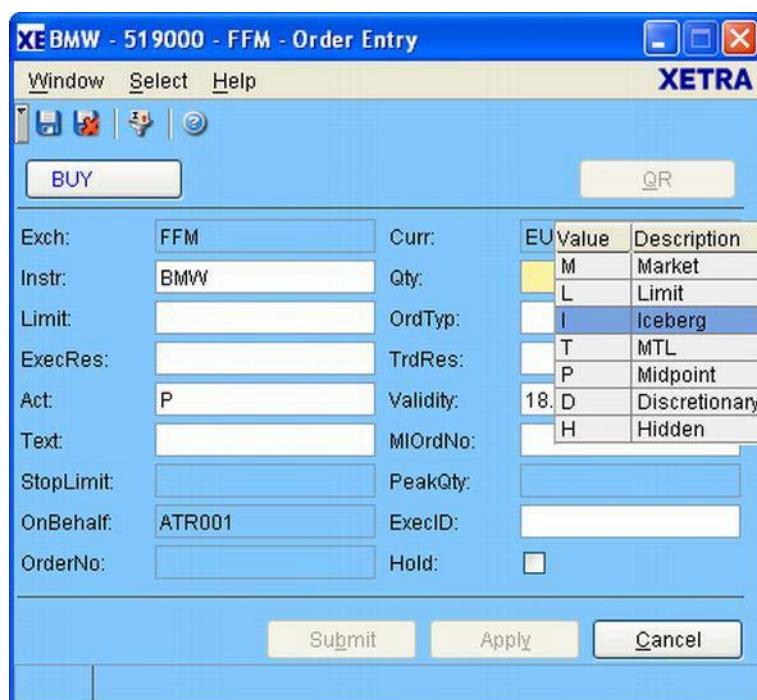 XE BMW - 519000 - FFM - Order Entry
Window Select Help XETRA
BUY QR
Exch: FFM Curr: EU Value Description
Instr: BMW Qty: M Market
L Limit
Limit: OrdTyp: I Iceberg
ExecRes: TrdRes: T MTL
P Midpoint
Act: P Validity: 18. D Discretionary
Text: MIOrdNo: H Hidden
StopLimit: PeakQty:
OnBehalf: ATR001 ExecID:
OrderNo: Hold:
Submit Apply Cancel